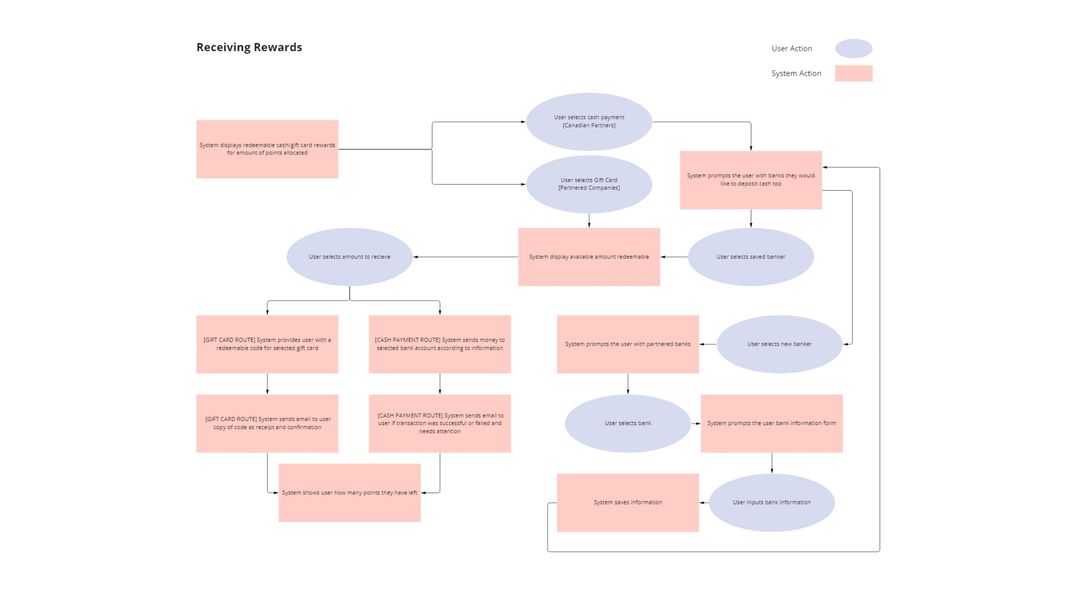 Receiving Rewards
User Action
System Action
User selects cash payment
[Canadian Partners]
System displays redeemable cash/gift card rewards
for amount of points allocated
User selects Gift Card
[Partnered Companies]
System prompts the user with banks they would
like to deposit cash too
User selects amount to recieve
System display available amount redeemable
User selects saved banker
[GIFT CARD ROUTE] System provides user with a
redeemable code for selected gift card
[CASH PAYMENT ROUTE] System sends money to
selected bank account according to information
System prompts the user with partnered banks
User selects new banker
[GIFT CARD ROUTE] System sends email to user
copy of code as receipt and confirmation
[CASH PAYMENT ROUTE] System sends email to
user if transaction was successful or failed and
needs attention
User selects bank
System prompts the user bank information form
System shows user how many points they have left
System saves information
User inputs bank information